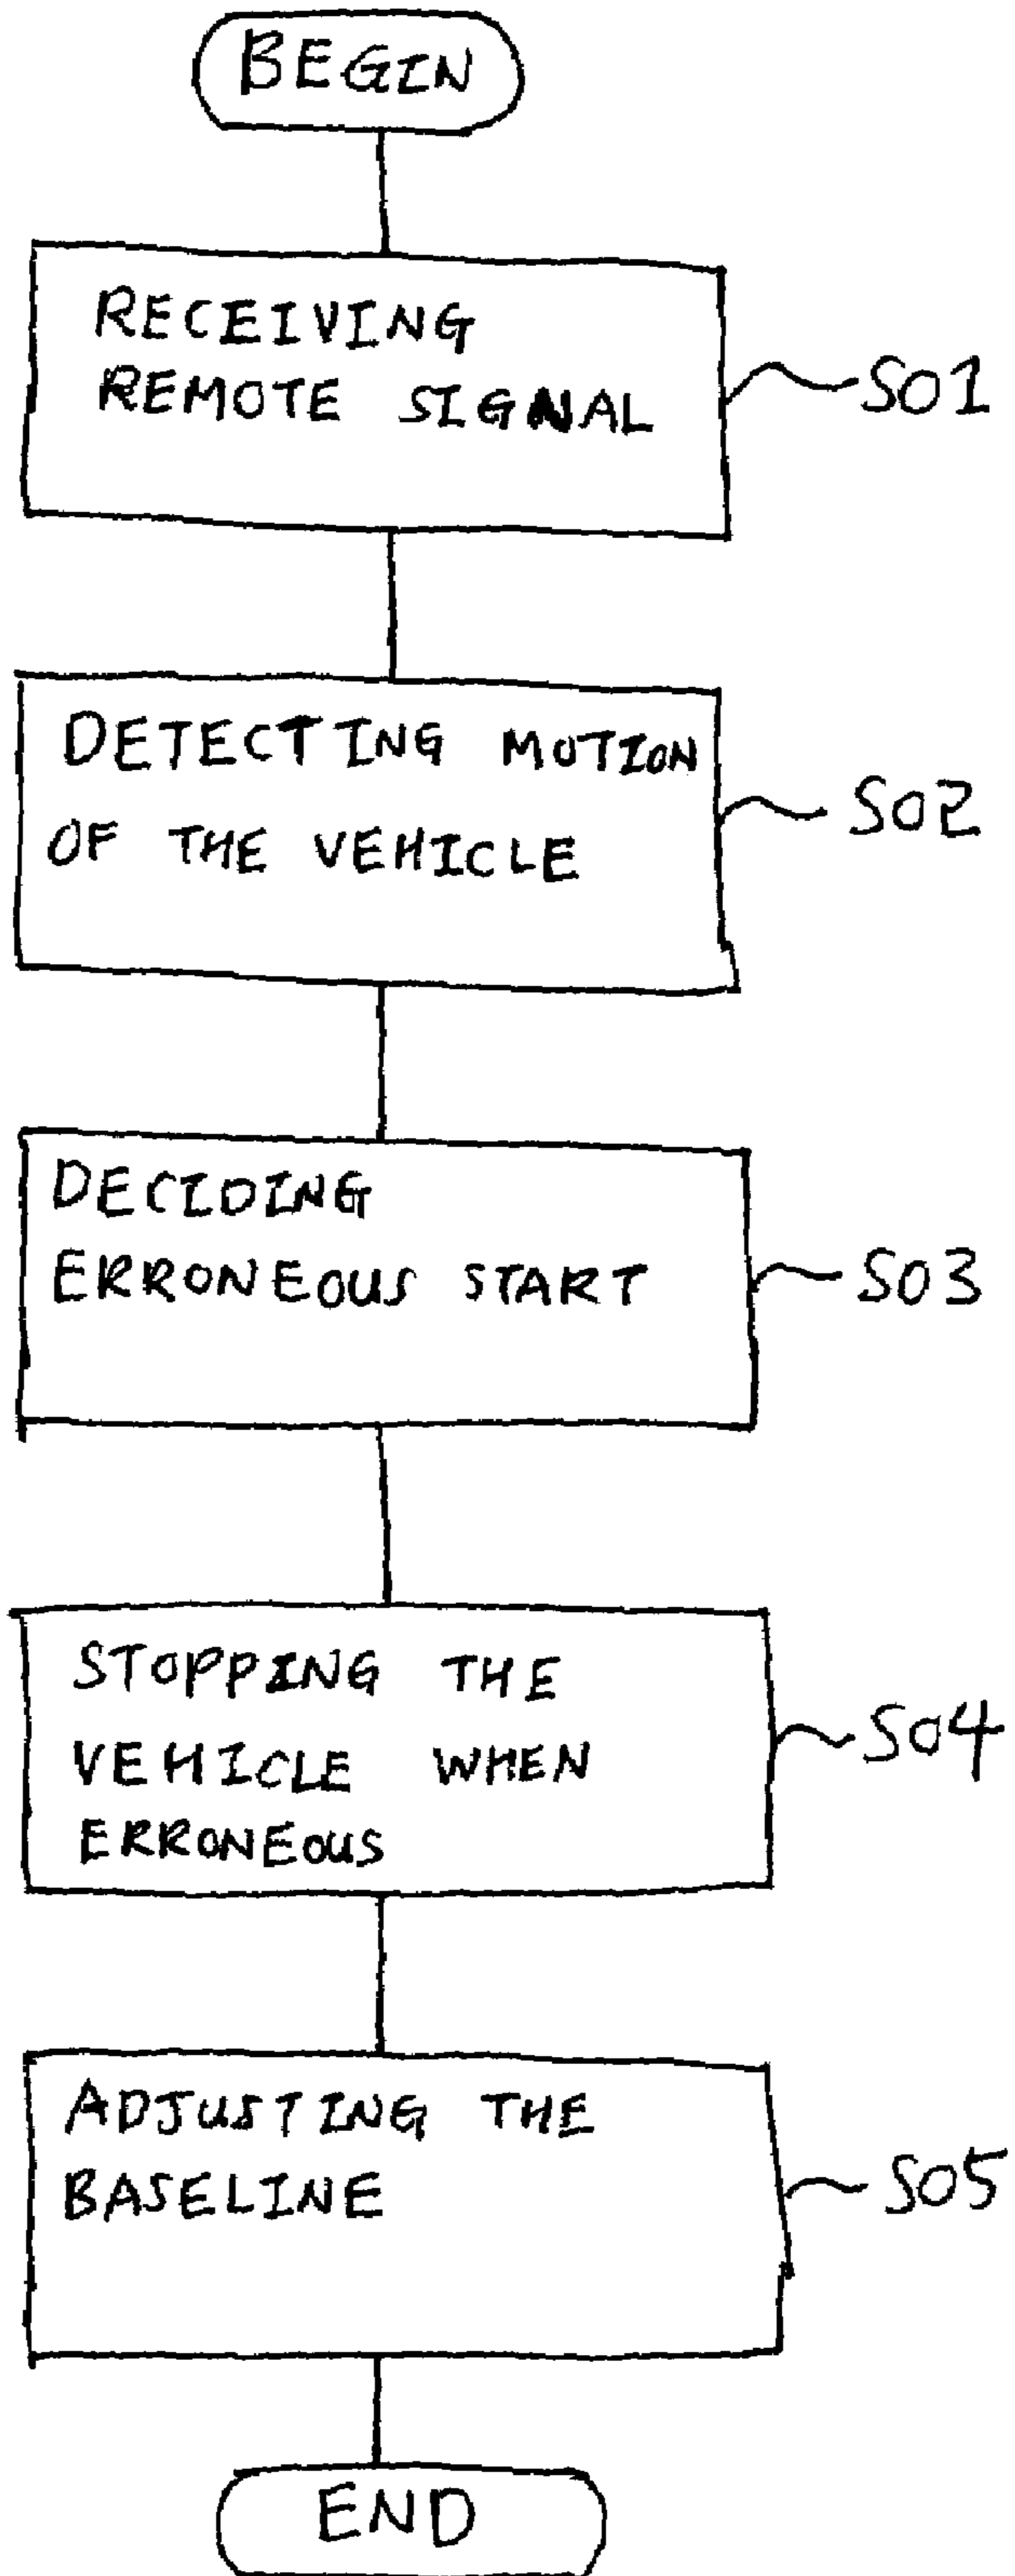 BEGIN
RECEIVING
REMOTE SIGNAL
S01
DETECTING MOTION
OF THE VEHICLE
S02
DECIDING
ERRONEOUS START
S03
STOPPING THE
VEHICLE WHEN
ERRONEOUS
S04
ADJUSTING THE
BASELINE
S05
END